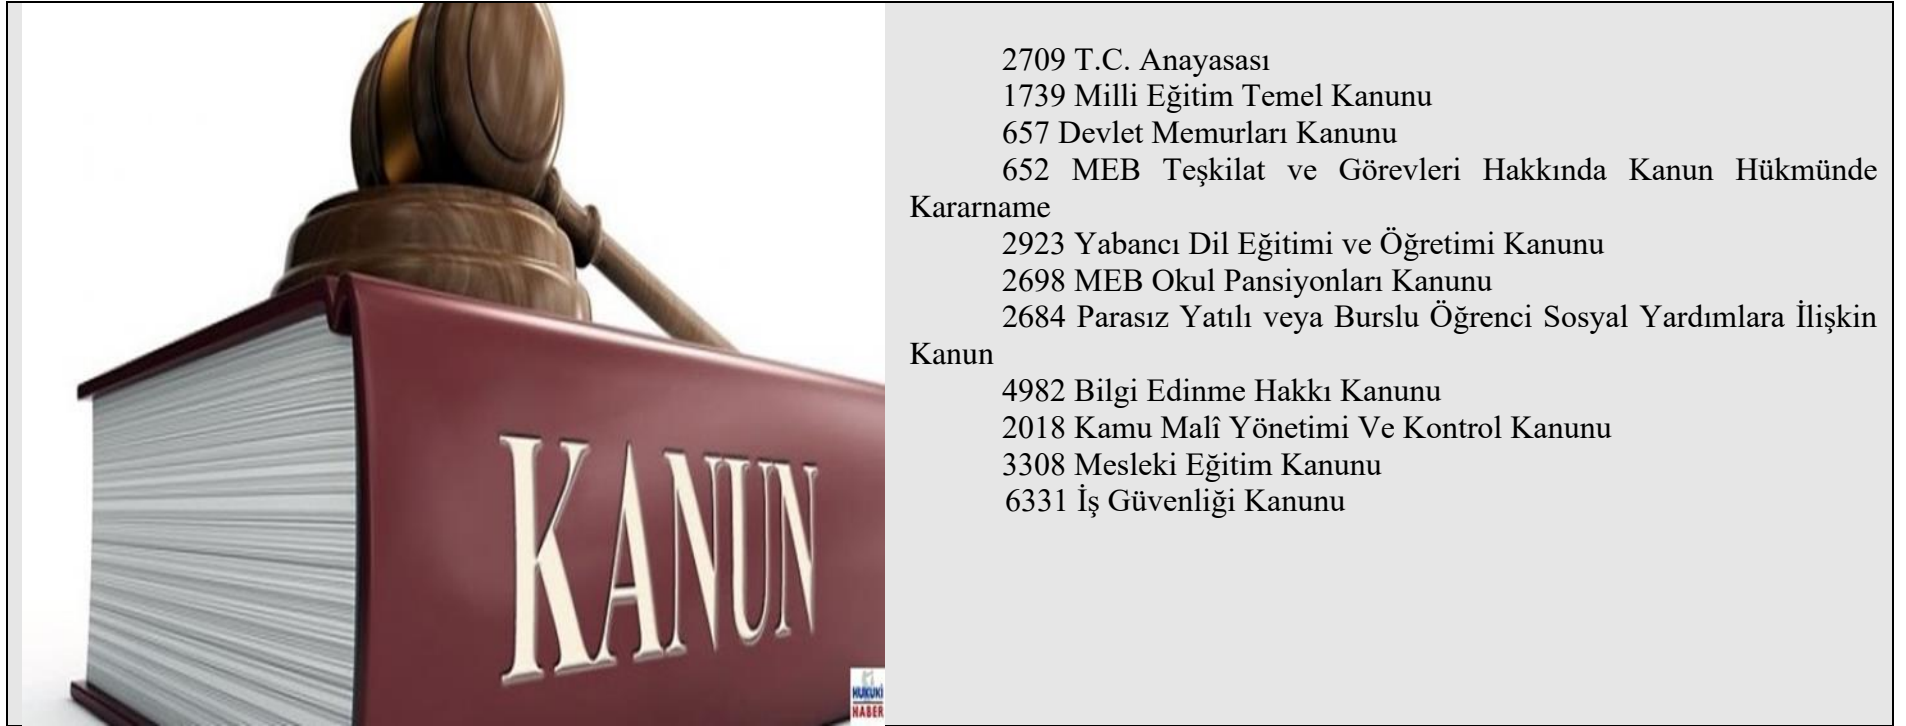 2709 T.C. Anayasası
1739 Milli Eğitim Temel Kanunu
657 Devlet Memurları Kanunu
652 MEB Teşkilat ve Görevleri Hakkında Kanun Hükmünde
Kararname
2923 Yabancı Dil Eğitimi ve Öğretimi Kanunu
2698 MEB Okul Pansiyonları Kanunu
2684 Parasız Yatılı veya Burslu Öğrenci Sosyal Yardımlara İlişkin
Kanun
4982 Bilgi Edinme Hakkı Kanunu
2018 Kamu Malî Yönetimi Ve Kontrol Kanunu
3308 Mesleki Eğitim Kanunu
6331 İş Güvenliği Kanunu
KANUN
HUKUKİ
HABER